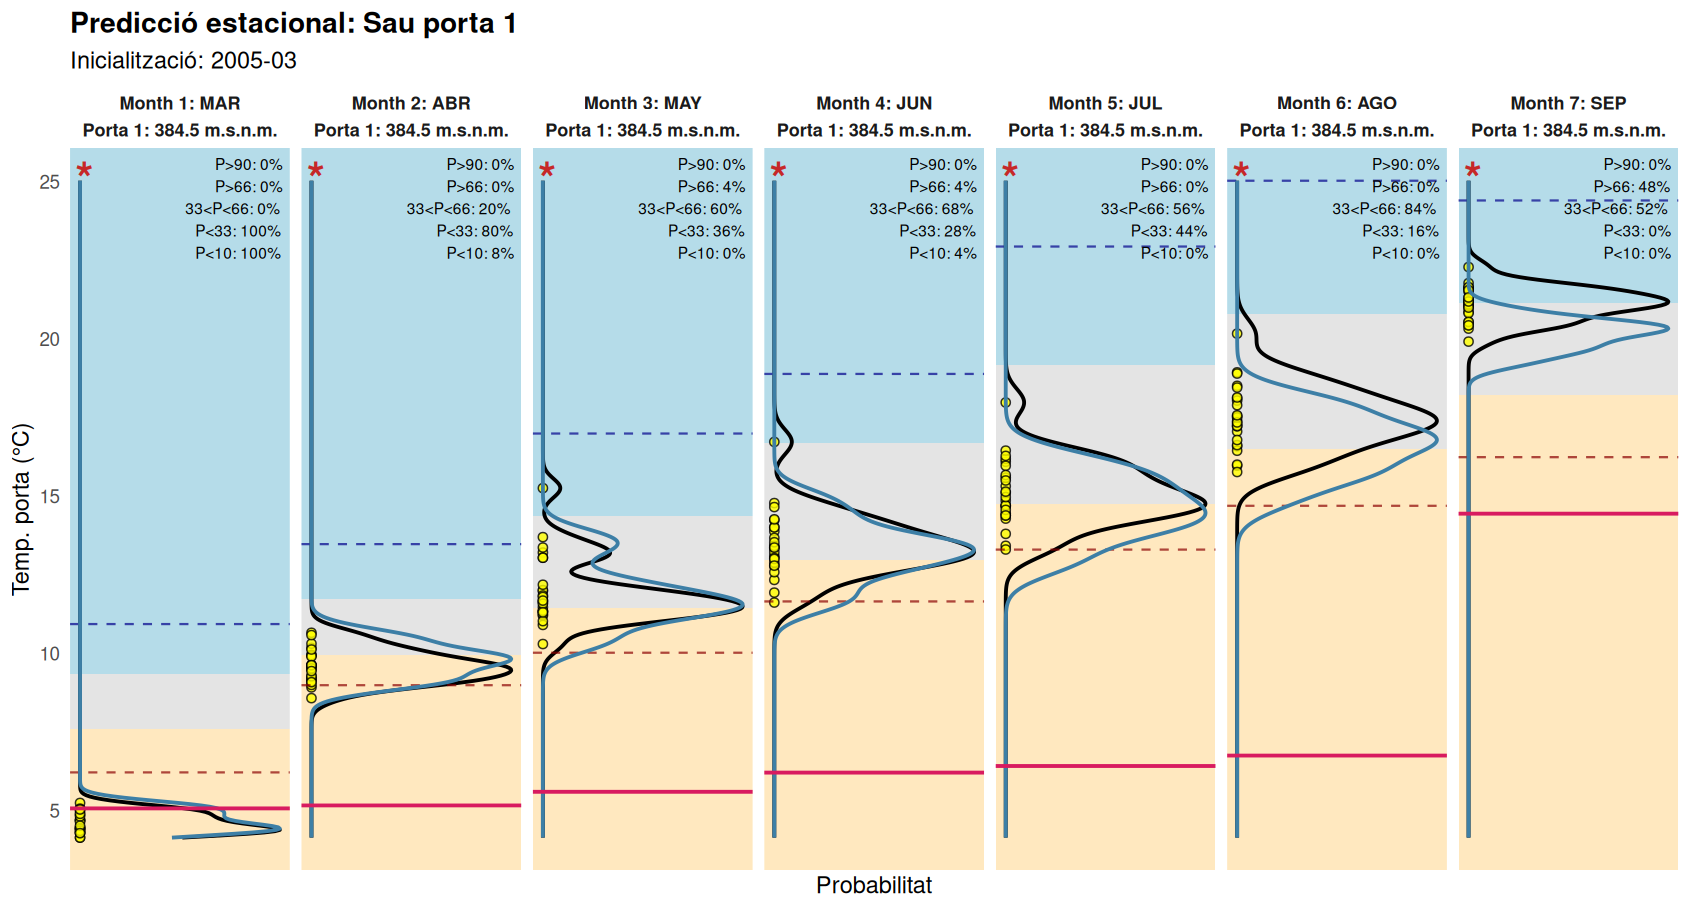 Predicció estacional: Sau porta 1
Inicialització: 2005-03
Month 1: MAR
Porta 1: 384.5 m.s.n.m.
Month 2: ABR
Porta 1: 384.5 m.s.n.m.
Month 3: MAY
Porta 1: 384.5 m.s.n.m.
Month 4: JUN
Porta 1: 384.5 m.s.n.m.
Month 5: JUL
Porta 1: 384.5 m.s.n.m.
Month 6: AGO
Porta 1: 384.5 m.s.n.m.
Month 7: SEP
Porta 1: 384.5 m.s.n.m.
*
P>90: 0%
P>66: 0%
33<P<66: 0%
P<33: 100%
P<10: 100%
*
P>90: 0%
P>66: 0%
33<P<66: 20%
P<33: 80%
P<10: 8%
*
P>90: 0%
P>66: 4%
33<P<66: 60%
P<33: 36%
P<10: 0%
*
P>90: 0%
P>66: 4%
33<P<66: 68%
P<33: 28%
P<10: 4%
*
P>90: 0%
P>66: 0%
33<P<66: 56%
P<33: 44%
P<10: 0%
*
P>90: 0%
P>66: 0%
33<P<66: 84%
P<33: 16%
P<10: 0%
*
P>90: 0%
P>66: 48%
33<P<66: 52%
P<33: 0%
P<10: 0%
25
20
15
10
5
Temp. porta (°C)
Probabilitat